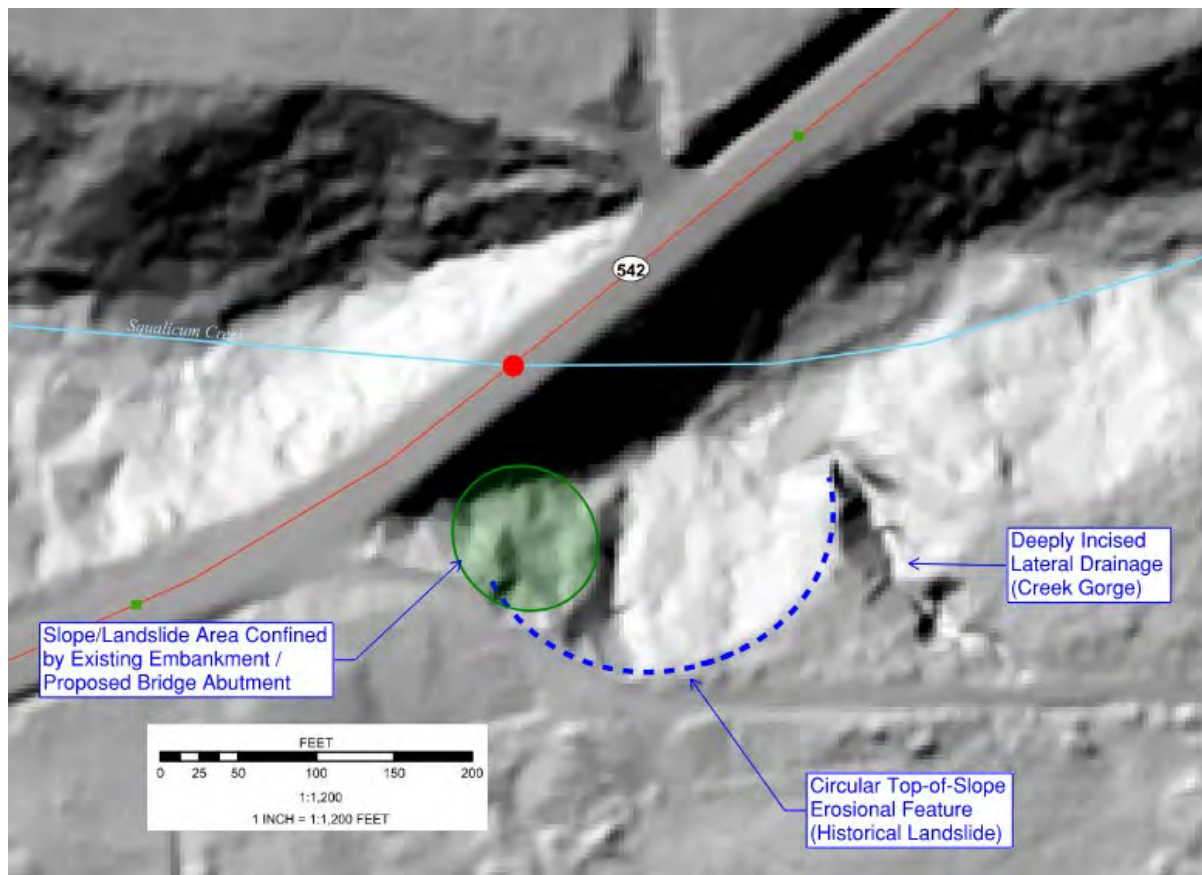 542
Squalicum Creek
Deeply Incised
Lateral Drainage
(Creek Gorge)
Slope/Landslide Area Confined
by Existing Embankment /
Proposed Bridge Abutment
FEET
0 25 50 100 150 200
1:1,200
1 INCH = 1:1,200 FEET
Circular Top-of-Slope
Erosional Feature
(Historical Landslide)